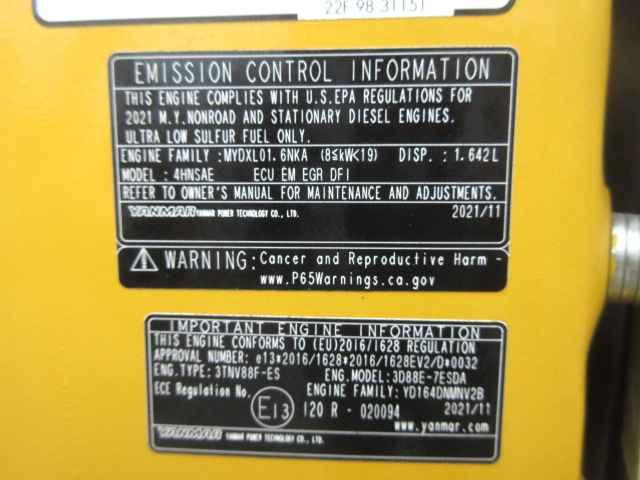 22F 98 31151
EMISSION CONTROL INFORMATION
THIS ENGINE COMPLIES WITH U.S.EPA REGULATIONS FOR
2021 M.Y.NONROAD AND STATIONARY DIESEL ENGINES.
ULTRA LOW SULFUR FUEL ONLY.
ENGINE FAMILY :MYDXL01.6NKA (8≤kW<19) DISP. : 1.642L
MODEL : 4HNSAE ECU EM EGR DFI
REFER TO OWNER'S MANUAL FOR MAINTENANCE AND ADJUSTMENTS.
YANMAR YANMAR POWER TECHNOLOGY CO., LTD. 2021/11
⚠ WARNING:Cancer and Reproductive Harm -
www.P65Warnings.ca.gov
IMPORTANT ENGINE INFORMATION
THIS ENGINE CONFORMS TO (EU)2016/1628 REGULATION
APPROVAL NUMBER: e13*2016/1628*2016/1628EV2/D*0032
ENG.TYPE: 3TNV88F-ES ENG.MODEL: 3D88E-7ESDA
ECE Regulation No. ENGINE FAMILY: YD164DNMNV2B
E13 120 R - 020094 2021/11
YANMAR YANMAR POWER TECHNOLOGY CO., LTD. www.yanmar.com